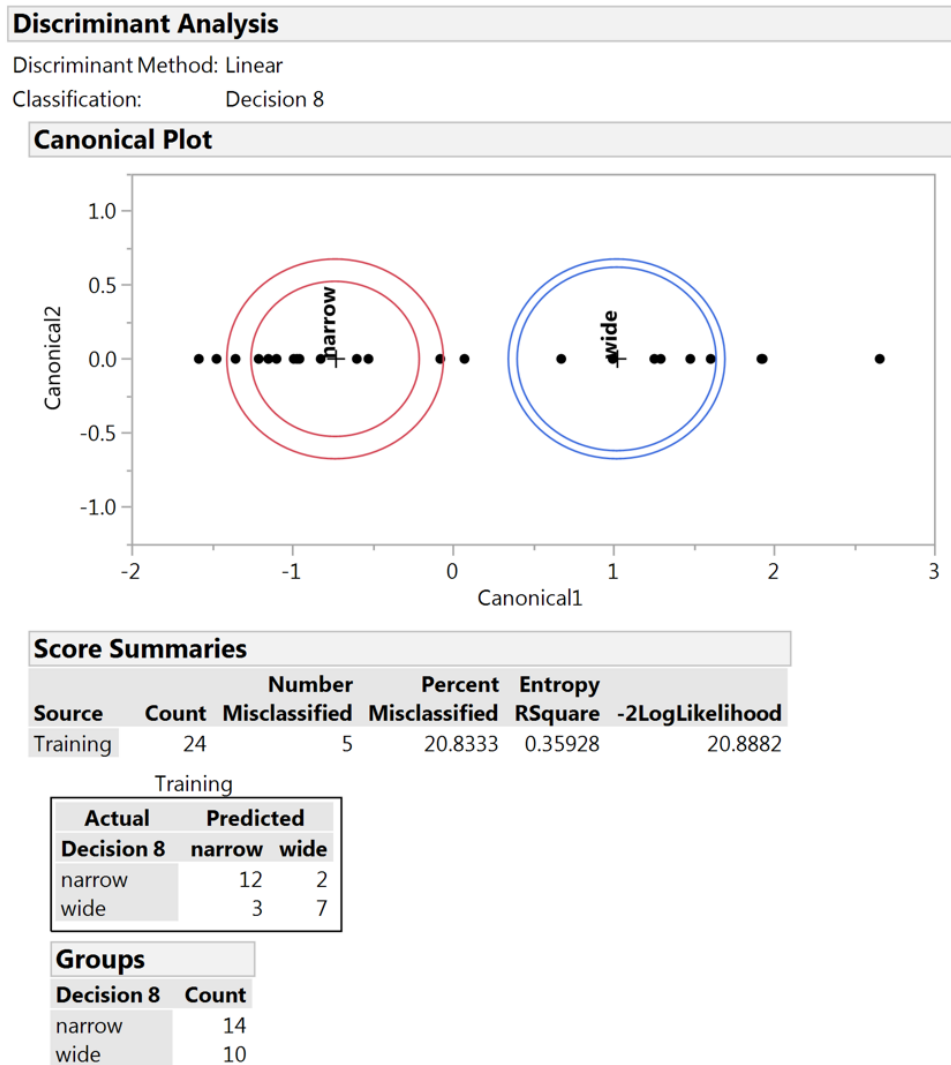 Discriminant Analysis
Discriminant Method: Linear
Classification: Decision 8
Canonical Plot
1.0
0.5
0.0
-0.5
-1.0
Canonical2
narrow
wide
-2 -1 0 1 2 3
Canonical1
Score Summaries
Number Percent Entropy
Source Count Misclassified Misclassified RSquare -2LogLikelihood
Training 24 5 20.8333 0.35928 20.8882
Training
Actual Predicted
Decision 8 narrow wide
narrow 12 2
wide 3 7
Groups
Decision 8 Count
narrow 14
wide 10